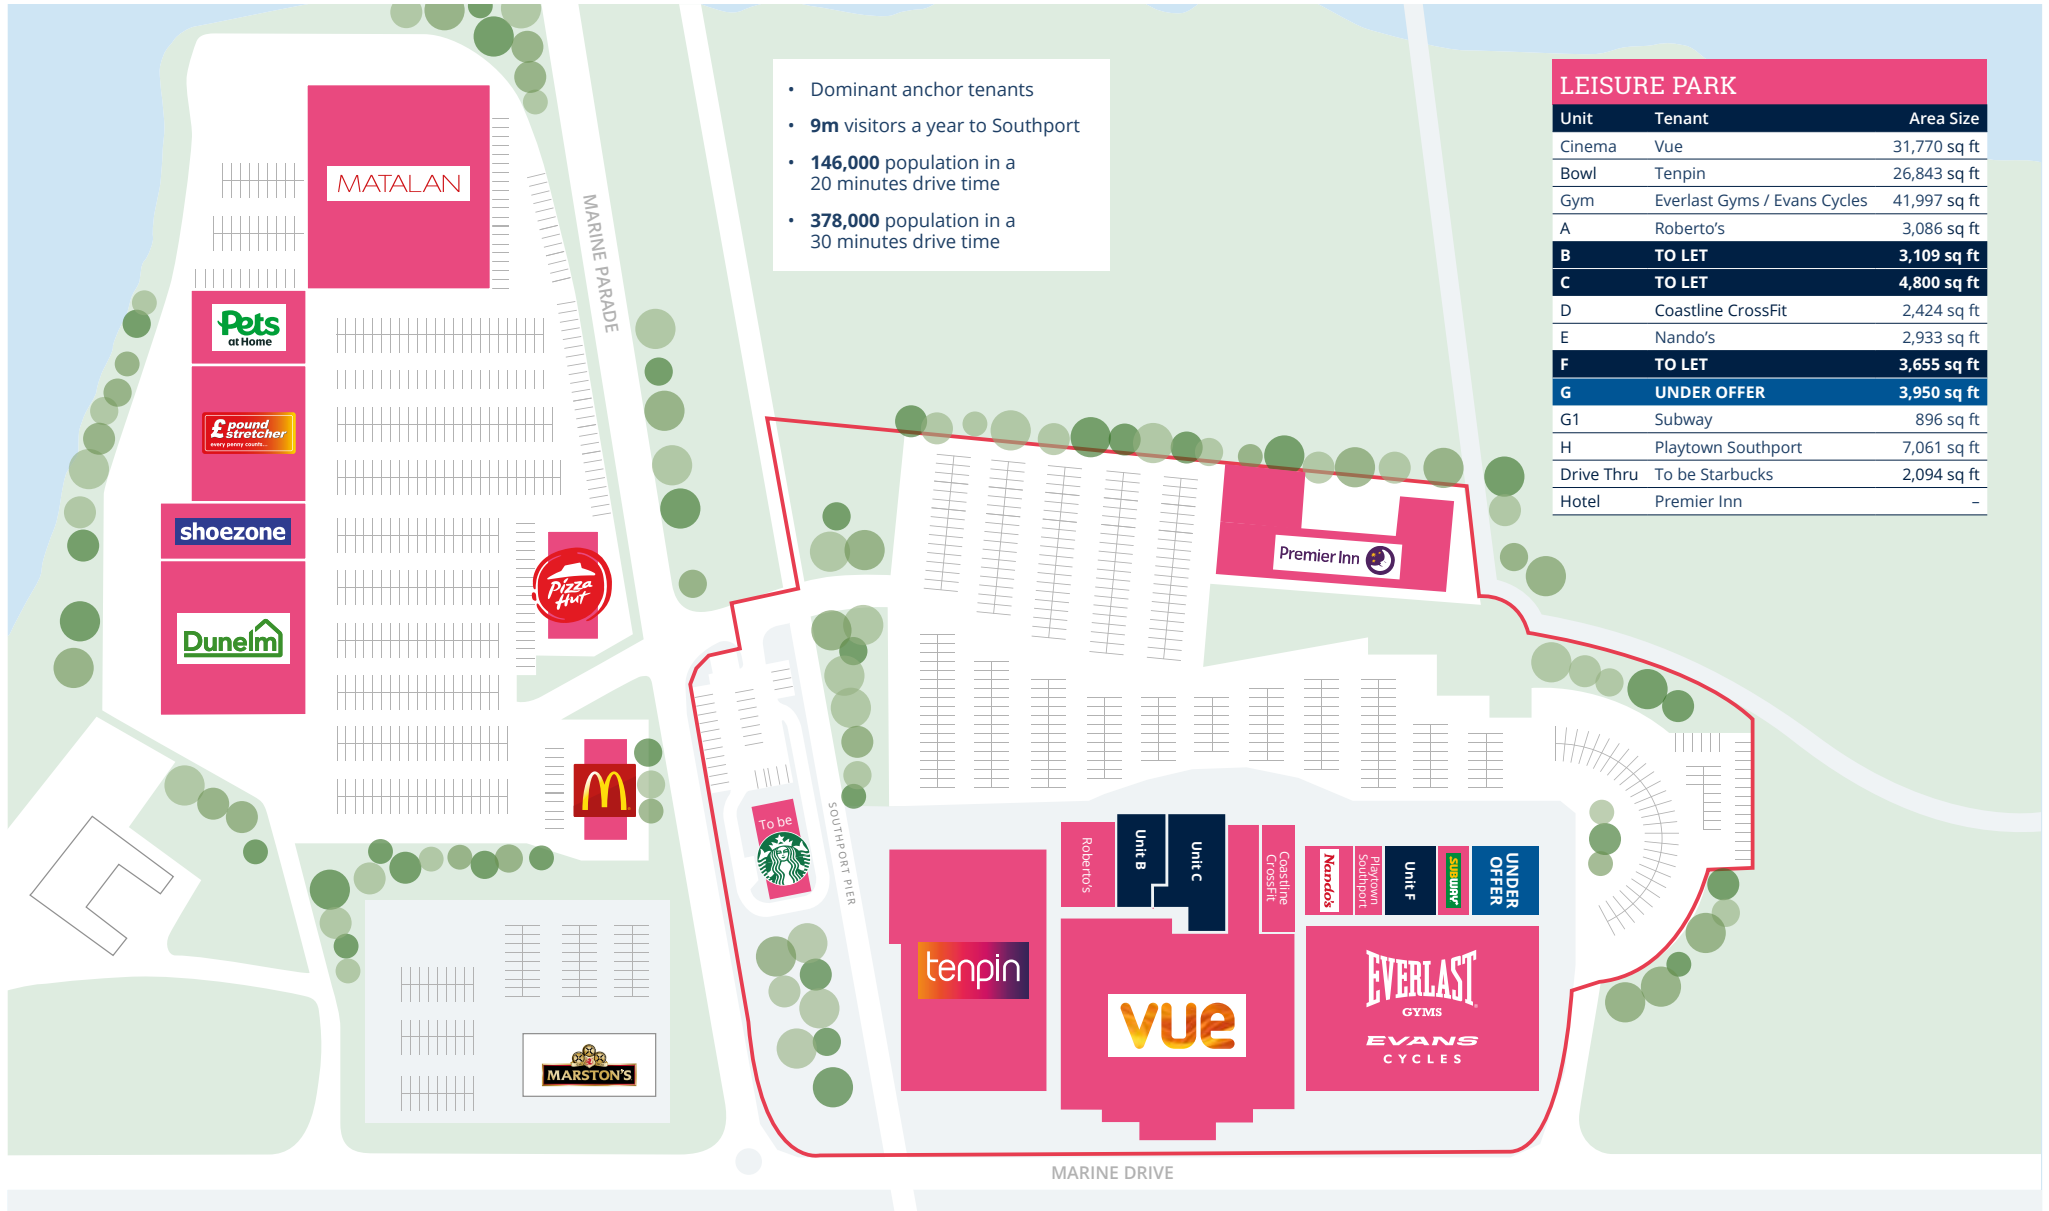 MATALAN
Pets
at Home
£ pound
stretcher
every penny counts...
shoezone
Dunelm
Pizza
Hut
MARINE PARADE
• Dominant anchor tenants
• 9m visitors a year to Southport
• 146,000 population in a
20 minutes drive time
• 378,000 population in a
30 minutes drive time
LEISURE PARK
Unit Tenant Area Size
Cinema Vue 31,770 sq ft
Bowl Tenpin 26,843 sq ft
Gym Everlast Gyms / Evans Cycles 41,997 sq ft
A Roberto's 3,086 sq ft
B TO LET 3,109 sq ft
C TO LET 4,800 sq ft
D Coastline CrossFit 2,424 sq ft
E Nando's 2,933 sq ft
F TO LET 3,655 sq ft
G UNDER OFFER 3,950 sq ft
G1 Subway 896 sq ft
H Playtown Southport 7,061 sq ft
Drive Thru To be Starbucks 2,094 sq ft
Hotel Premier Inn –
Premier Inn
To be
SOUTHPORT PIER
Roberto's
Unit B
Unit C
Coastline
CrossFit
Nando's
Playtown
Southport
Unit F
SUBWAY
UNDER
OFFER
tenpin
vue
EVERLAST
GYMS
EVANS
CYCLES
MARSTON'S
MARINE DRIVE